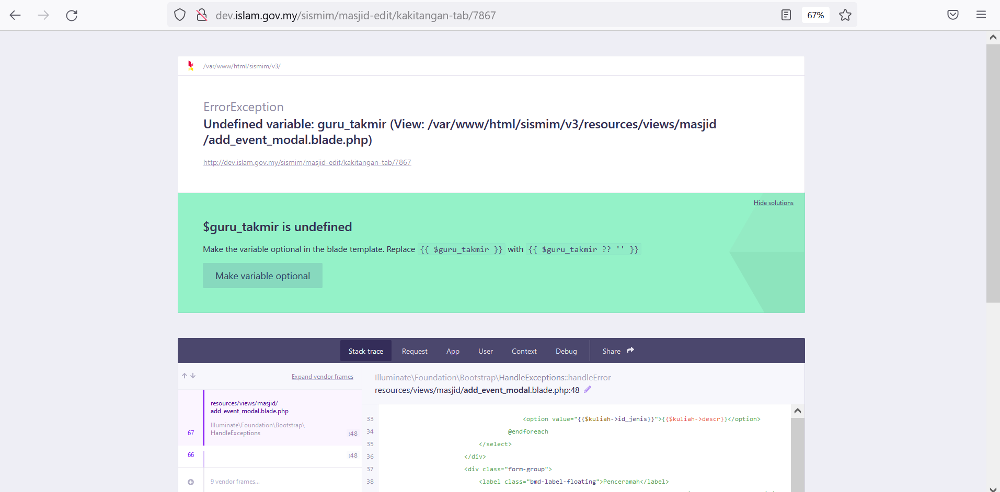 dev.islam.gov.my/sismim/masjid-edit/kakitangan-tab/7867
67%
/var/www/html/sismim/v3/
ErrorException
Undefined variable: guru_takmir (View: /var/www/html/sismim/v3/resources/views/masjid
/add_event_modal.blade.php)
http://dev.islam.gov.my/sismim/masjid-edit/kakitangan-tab/7867
Hide solutions
$guru_takmir is undefined
Make the variable optional in the blade template. Replace {{ $guru_takmir }} with {{ $guru_takmir ?? '' }}
Make variable optional
Stack trace Request App User Context Debug Share
Expand vendor frames
resources/views/masjid/
add_event_modal.blade.php
Illuminate\Foundation\Bootstrap\
67 HandleExceptions :48
66 :48
9 vendor frames...
Illuminate\Foundation\Bootstrap\HandleExceptions::handleError
resources/views/masjid/add_event_modal.blade.php:48
33 <option value="{{$kuliah->id_jenis}}">{{$kuliah->descr}}</option>
34 @endforeach
35 </select>
36 </div>
37 <div class="form-group">
38 <label class="bmd-label-floating">Penceramah</label>